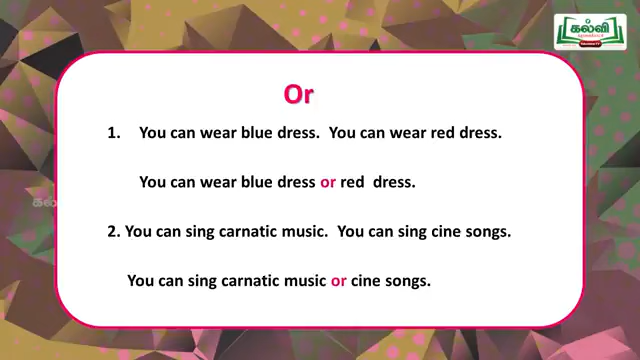 கல்வி
Or
1. You can wear blue dress. You can wear red dress.
You can wear blue dress or red dress.
2. You can sing carnatic music. You can sing cine songs.
You can sing carnatic music or cine songs.